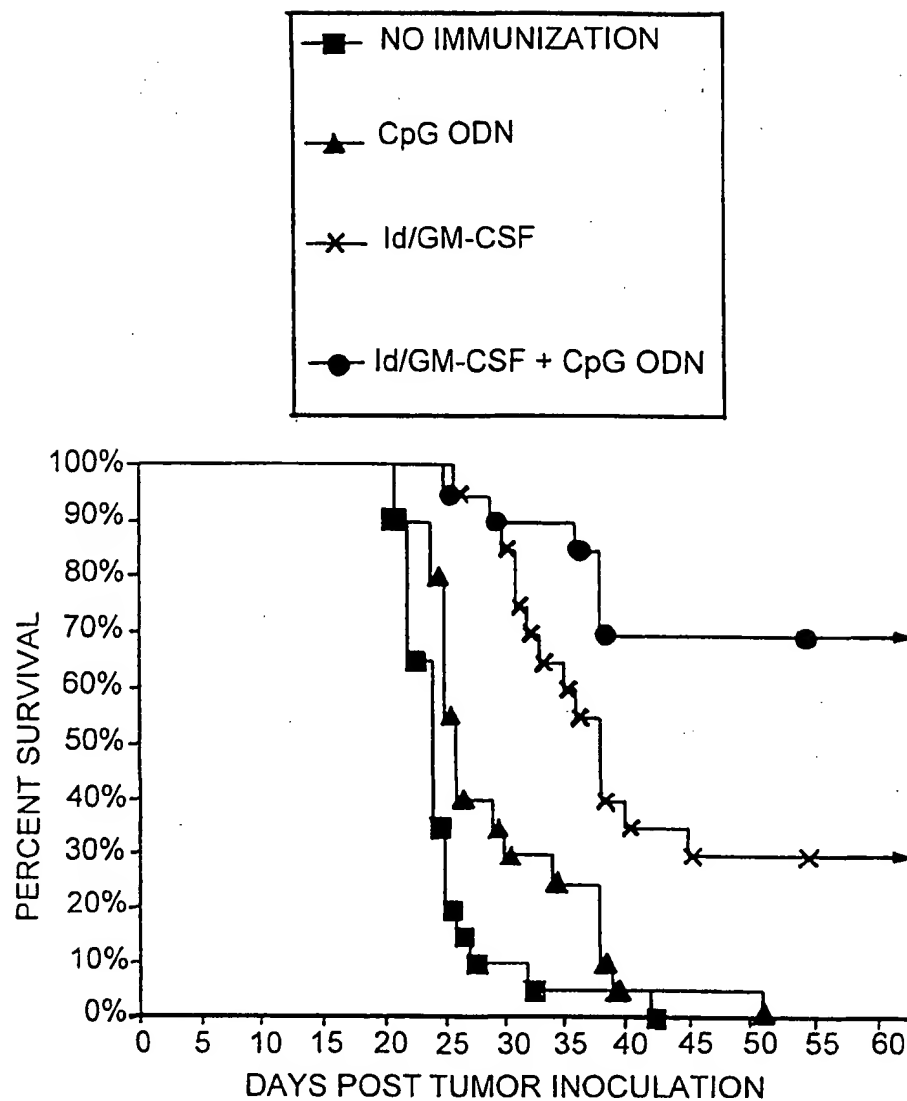 NO IMMUNIZATION
CpG ODN
Id/GM-CSF
Id/GM-CSF + CpG ODN
100%
90%
80%
70%
60%
50%
40%
30%
20%
10%
0%
PERCENT SURVIVAL
0 5 10 15 20 25 30 35 40 45 50 55 60
DAYS POST TUMOR INOCULATION